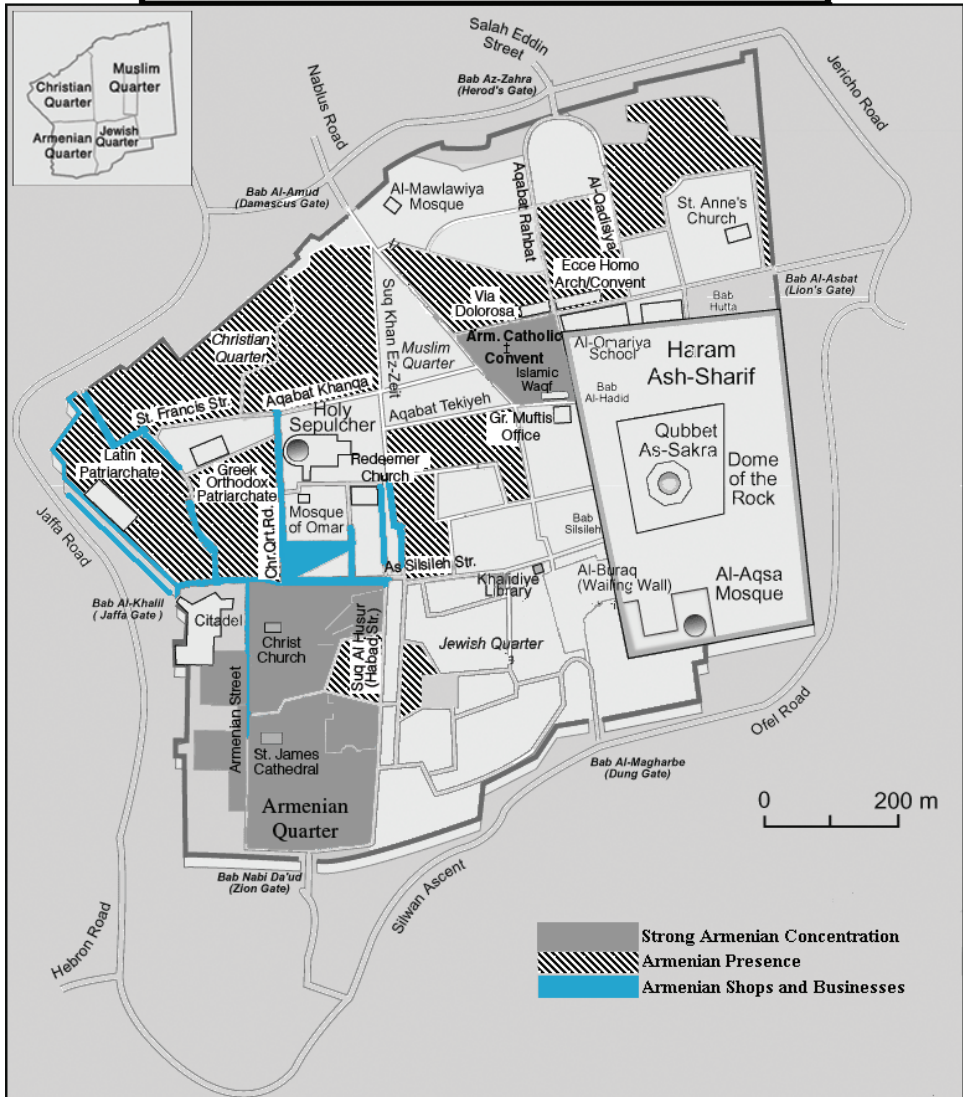 Muslim
Quarter
Christian
Quarter
Armenian
Quarter
Jewish
Quarter
Salah Eddin
Street
Bab Az-Zahra
(Herod's Gate)
Jericho Road
Nablus Road
Bab Al-Amud
(Damascus Gate)
Al-Mawlawiya
Mosque
Aqabat Rahbat
Al-Qadisiya
St. Anne's
Church
Ecce Homo
Arch/Convent
Bab Al-Asbat
(Lion's Gate)
Bab
Hutta
Via
Dolorosa
Suq Khan Ez-Zeit
Christian
Quarter
Muslim
Quarter
Arm. Catholic
Convent
Islamic
Waqf
Al-Omariya
School
Bab
Al-Hadid
Haram
Ash-Sharif
St. Francis Str.
Aqabat Khanqa
Aqabat Tekiyeh
Gr. Muftis
Office
Holy
Sepulcher
Qubbet
As-Sakra
Dome
of the
Rock
Latin
Patriarchate
Greek
Orthodox
Patriarchate
Redeemer
Church
Mosque
of Omar
Chr.Qrt.Rd.
Bab
Silsileh
Jaffa Road
As Silsileh Str.
Khalidiye
Library
Al-Buraq
(Wailing Wall)
Al-Aqsa
Mosque
Bab Al-Khalil
( Jaffa Gate )
Citadel
Christ
Church
Suq Al Husur
(Habad Str.)
Jewish Quarter
Armenian Street
St. James
Cathedral
Armenian
Quarter
Ofel Road
Bab Al-Magharbe
(Dung Gate)
0 200 m
Bab Nabi Da'ud
(Zion Gate)
Silwan Ascent
Hebron Road
Strong Armenian Concentration
Armenian Presence
Armenian Shops and Businesses